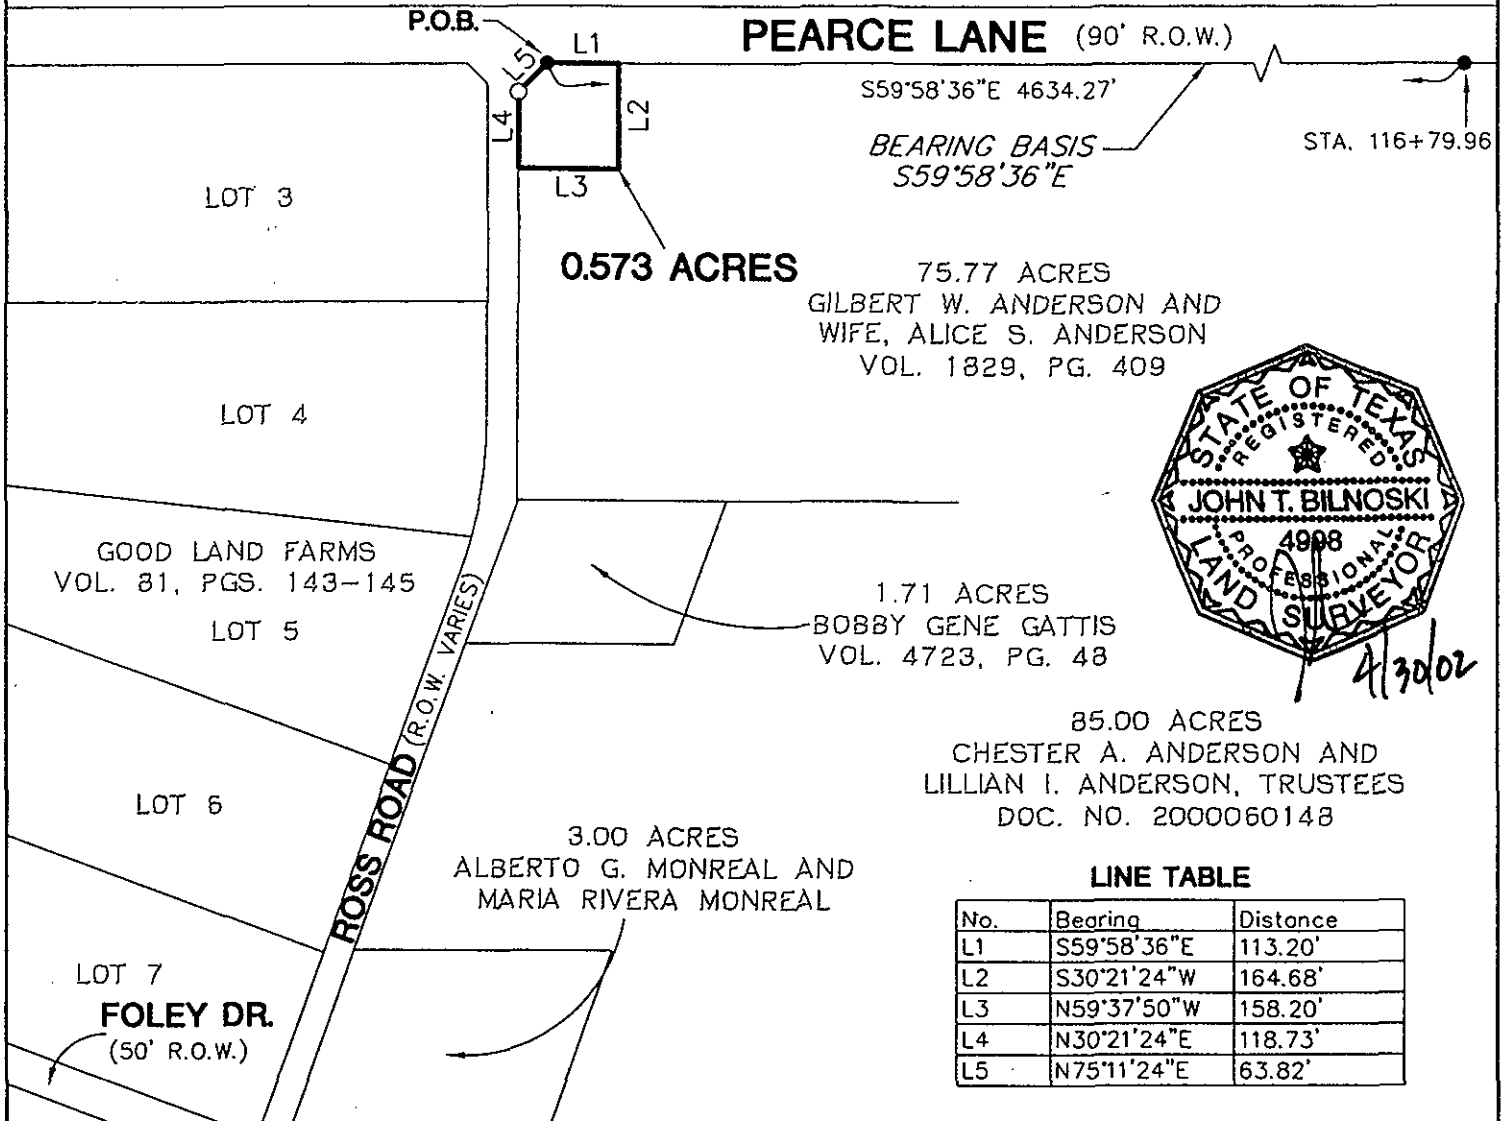 P.O.B.
L1
L5
L4
L2
L3
PEARCE LANE (90' R.O.W.)
S59°58'36"E 4634.27'
BEARING BASIS
S59°58'36"E
STA. 116+79.96
LOT 3
0.573 ACRES
75.77 ACRES
GILBERT W. ANDERSON AND
WIFE, ALICE S. ANDERSON
VOL. 1829, PG. 409
LOT 4
STATE OF TEXAS
REGISTERED
JOHN T. BILNOSKI
4998
PROFESSIONAL
LAND SURVEYOR
4/30/02
GOOD LAND FARMS
VOL. 81, PGS. 143-145
LOT 5
1.71 ACRES
BOBBY GENE GATTIS
VOL. 4723, PG. 48
ROSS ROAD (R.O.W. VARIES)
85.00 ACRES
CHESTER A. ANDERSON AND
LILLIAN I. ANDERSON, TRUSTEES
DOC. NO. 2000060148
LOT 6
3.00 ACRES
ALBERTO G. MONREAL AND
MARIA RIVERA MONREAL
LOT 7
FOLEY DR.
(50' R.O.W.)
LINE TABLE
No. Bearing Distance
L1 S59°58'36"E 113.20'
L2 S30°21'24"W 164.68'
L3 N59°37'50"W 158.20'
L4 N30°21'24"E 118.73'
L5 N75°11'24"E 63.82'